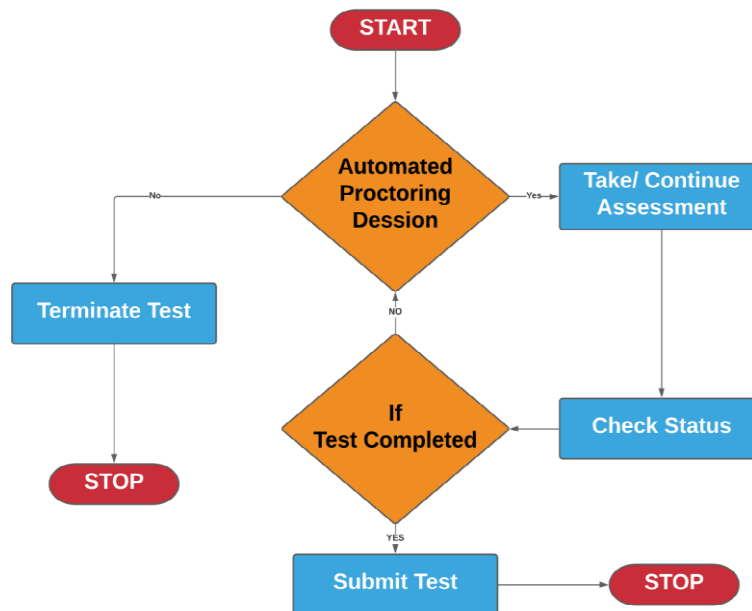 START
Automated
Proctoring
Dession
No
Yes
Take/ Continue
Assessment
Terminate Test
NO
If
Test Completed
Check Status
STOP
YES
Submit Test
STOP